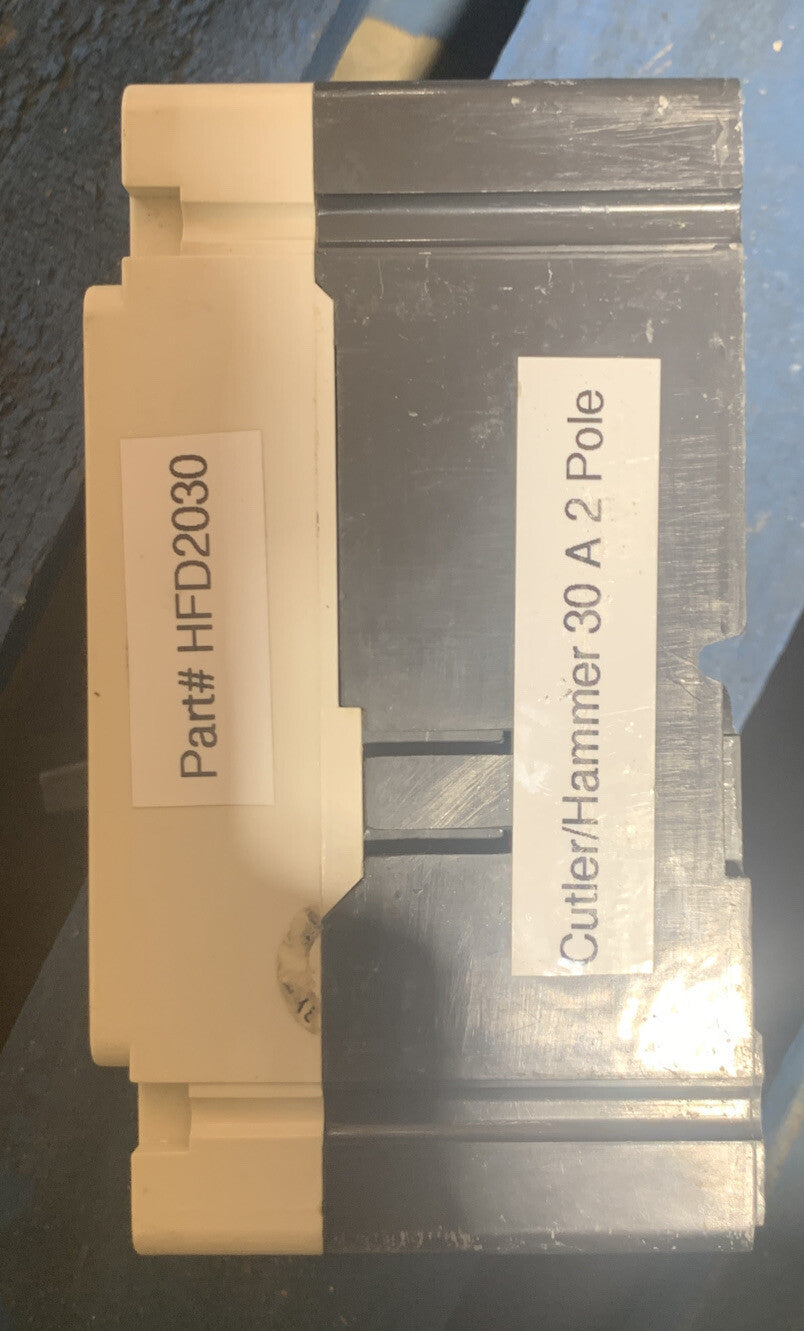 Part# HFD2030
Cutler/Hammer 30 A 2 Pole